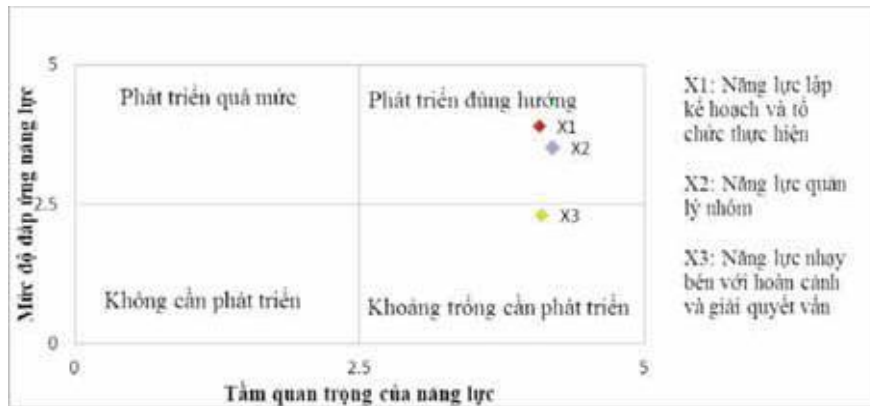 5
Phát triển quá mức
Phát triển đúng hướng
X1
X2
2.5
X3
Không cần phát triển
Khoảng trống cần phát triển
0
0
2.5
5
Mức độ đáp ứng năng lực
Tầm quan trọng của năng lực
X1: Năng lực lập
kế hoạch và tổ
chức thực hiện
X2: Năng lực quản
lý nhóm
X3: Năng lực nhạy
bén với hoàn cảnh
và giải quyết vấn